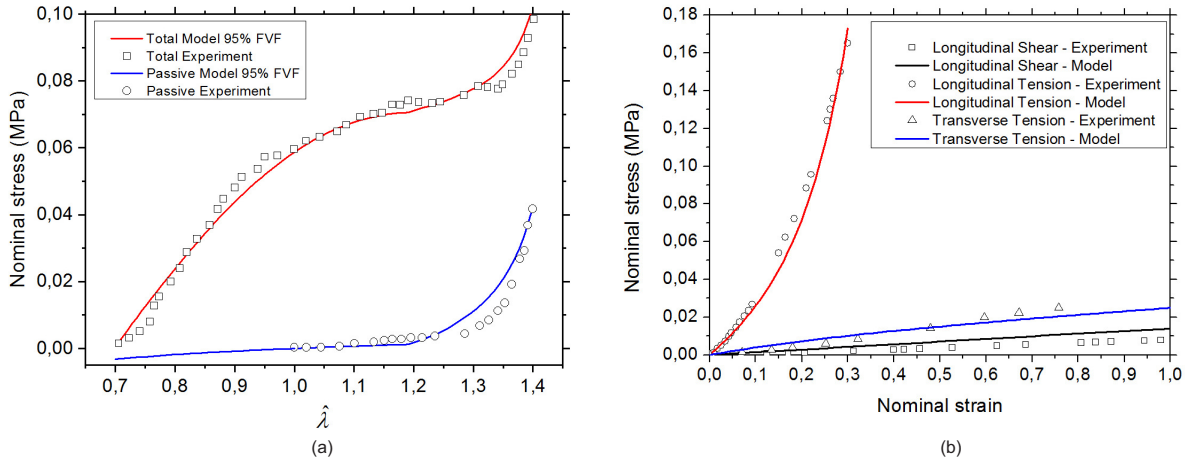 Total Model 95% FVF
Total Experiment
Passive Model 95% FVF
Passive Experiment
Nominal stress (MPa)
0,10
0,08
0,06
0,04
0,02
0,00
0,7 0,8 0,9 1,0 1,1 1,2 1,3 1,4
λ̂
(a)
Longitudinal Shear - Experiment
Longitudinal Shear - Model
Longitudinal Tension - Experiment
Longitudinal Tension - Model
Transverse Tension - Experiment
Transverse Tension - Model
Nominal stress (MPa)
0,18
0,16
0,14
0,12
0,10
0,08
0,06
0,04
0,02
0,00
0,0 0,1 0,2 0,3 0,4 0,5 0,6 0,7 0,8 0,9 1,0
Nominal strain
(b)